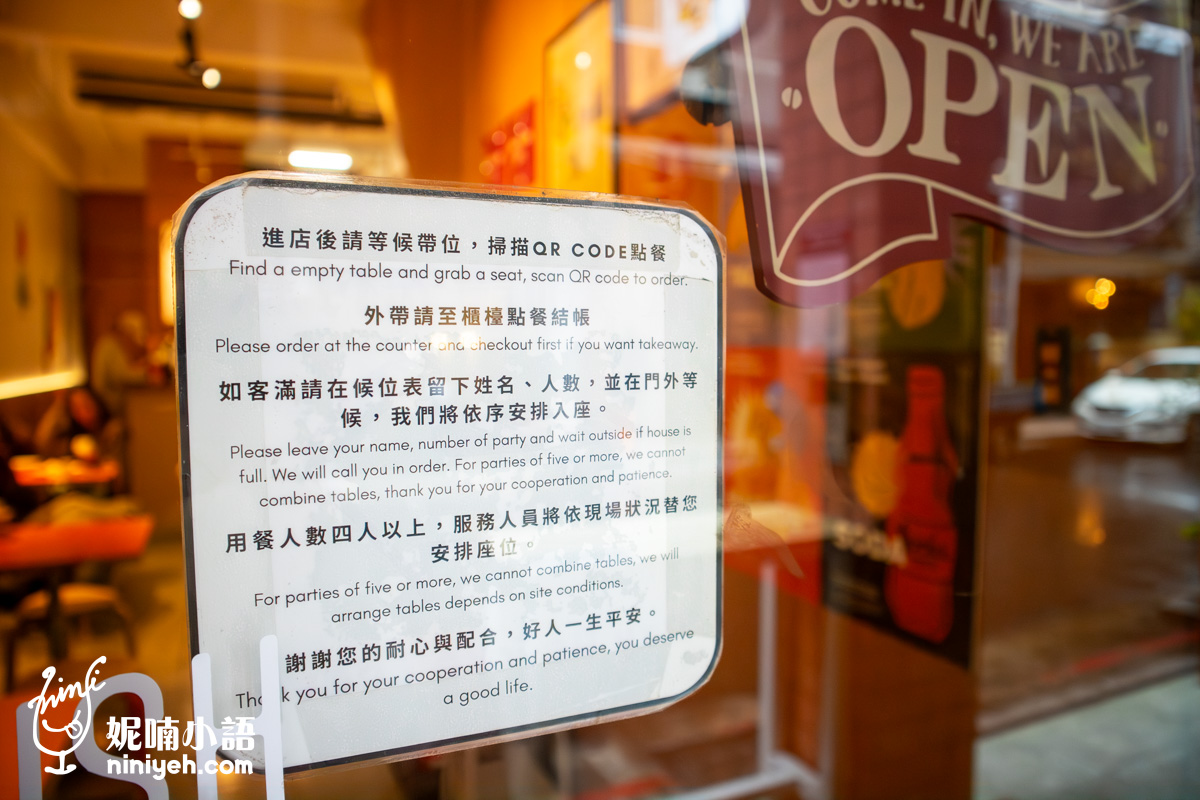 COME IN, WE ARE
OPEN
進店後請等候帶位，掃描QR CODE點餐
Find a empty table and grab a seat, scan QR code to order.
外帶請至櫃檯點餐結帳
Please order at the counter and checkout first if you want takeaway.
如客滿請在候位表留下姓名、人數，並在門外等
候，我們將依序安排入座。
Please leave your name, number of party and wait outside if house is
full. We will call you in order. For parties of five or more, we cannot
combine tables, thank you for your cooperation and patience.
用餐人數四人以上，服務人員將依現場狀況替您
安排座位。
For parties of five or more, we cannot combine tables, we will
arrange tables depends on site conditions.
謝謝您的耐心與配合，好人一生平安。
Thank you for your cooperation and patience, you deserve
a good life.
SODA
nini
妮喃小語
niniyeh.com